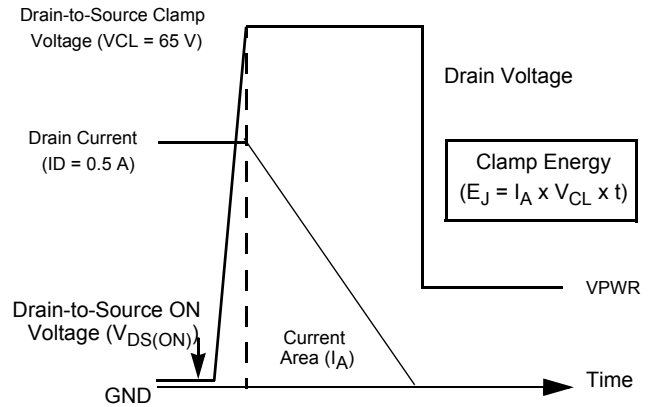 Drain-to-Source Clamp
Voltage (VCL = 65 V)
Drain Voltage
Drain Current
(ID = 0.5 A)
Clamp Energy
(EJ = IA x VCL x t)
VPWR
Drain-to-Source ON
Voltage (VDS(ON))
Current
Area (IA)
GND
Time